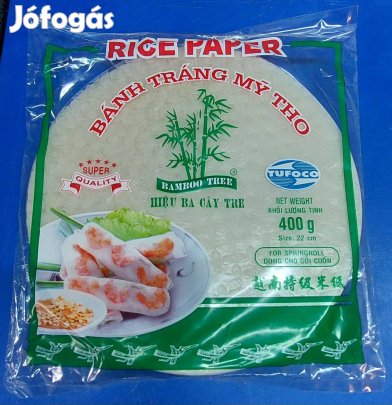 Jófogás
RICE PAPER
BÁNH TRÁNG MỸ THO
SUPER
QUALITY
BAMBOO TREE
®
HIỆU BA CÂY TRE
TUFOCO
NET WEIGHT
KHỐI LƯỢNG TỊNH
400 g
Size: 22 cm
FOR SPRINGROLL
DÙNG CHO GỎI CUỐN
越南特级米纸